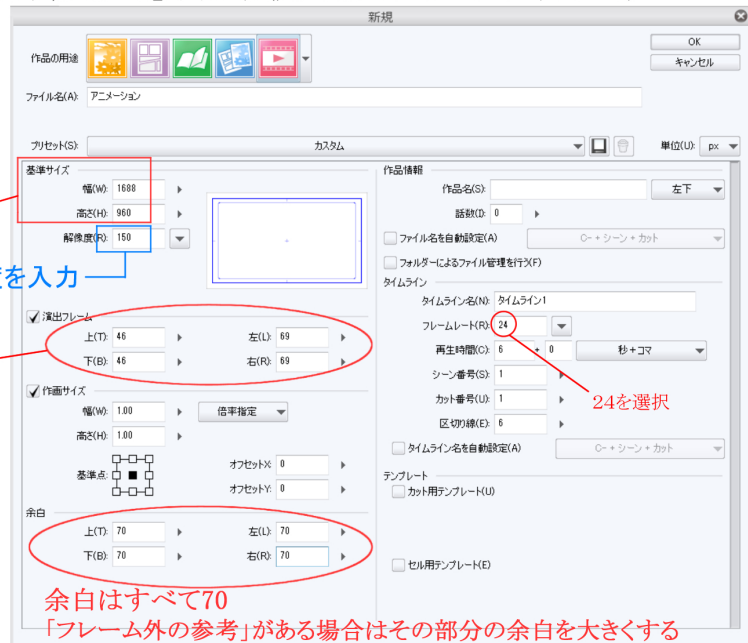 新規
OK
作品の用途
キャンセル
ファイル名(A): アニメーション
プリセット(S): カスタム 単位(U): px
基準サイズ
幅(W): 1688
高さ(H): 960
解像度(R): 150
度を入力
演出フレーム
上(T): 46 左(L): 69
下(B): 46 右(R): 69
作画サイズ
幅(W): 1.00 倍率指定
高さ(H): 1.00
基準点: オフセットX: 0
オフセットY: 0
余白
上(T): 70 左(L): 70
下(B): 70 右(R): 70
余白はすべて70
「フレーム外の参考」がある場合はその部分の余白を大きくする
作品情報
作品名(S): 左下
話数(I): 0
ファイル名を自動設定(A) C- + シーン + カット
フォルダーによるファイル管理を行う(F)
タイムライン
タイムライン名(N): タイムライン1
フレームレート(R): 24
再生時間(C): 6 + 0 秒+コマ
シーン番号(S): 1
カット番号(U): 1
24を選択
区切り線(E): 6
タイムライン名を自動設定(A) C- + シーン + カット
テンプレート
カット用テンプレート(U)
セル用テンプレート(E)